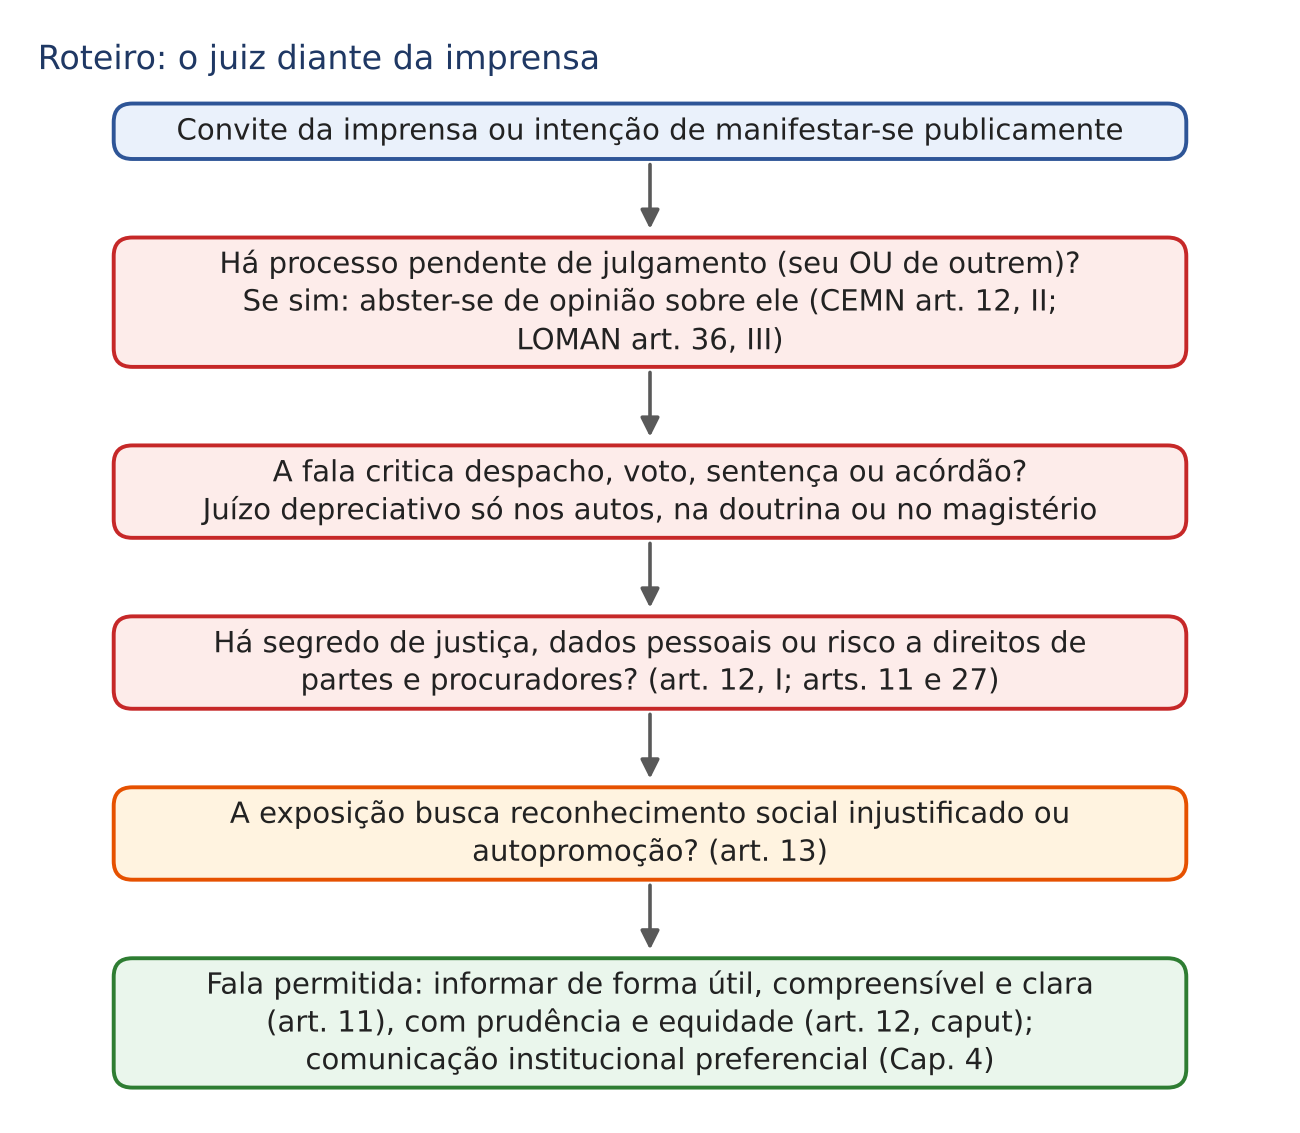 Roteiro: o juiz diante da imprensa
Convite da imprensa ou intenção de manifestar-se publicamente
Há processo pendente de julgamento (seu OU de outrem)?
Se sim: abster-se de opinião sobre ele (CEMN art. 12, II;
LOMAN art. 36, III)
A fala critica despacho, voto, sentença ou acórdão?
Juízo depreciativo só nos autos, na doutrina ou no magistério
Há segredo de justiça, dados pessoais ou risco a direitos de
partes e procuradores? (art. 12, I; arts. 11 e 27)
A exposição busca reconhecimento social injustificado ou
autopromoção? (art. 13)
Fala permitida: informar de forma útil, compreensível e clara
(art. 11), com prudência e equidade (art. 12, caput);
comunicação institucional preferencial (Cap. 4)